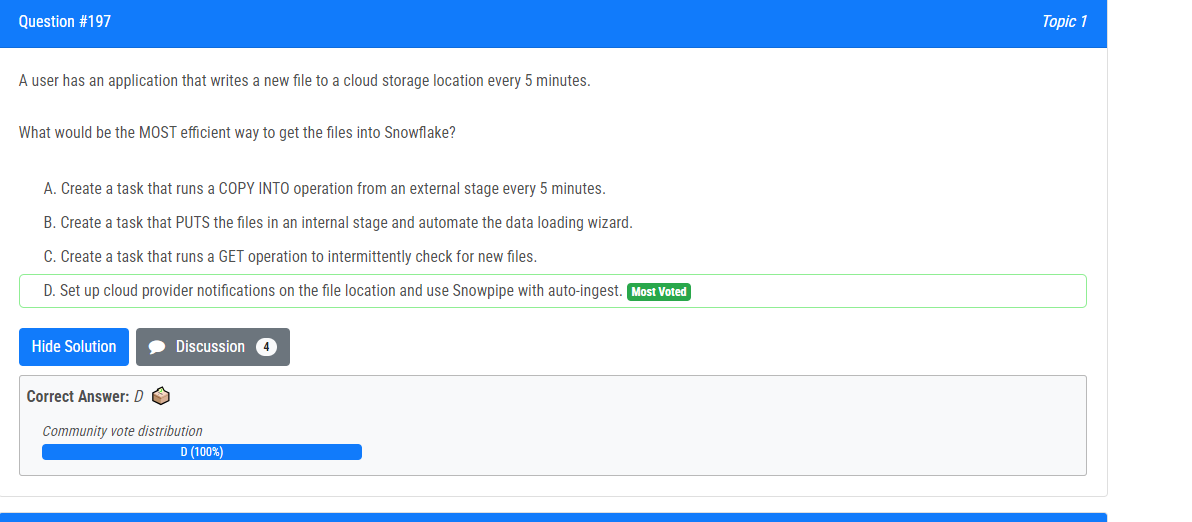 Question #197
Topic 1
A user has an application that writes a new file to a cloud storage location every 5 minutes.
What would be the MOST efficient way to get the files into Snowflake?
A. Create a task that runs a COPY INTO operation from an external stage every 5 minutes.
B. Create a task that PUTS the files in an internal stage and automate the data loading wizard.
C. Create a task that runs a GET operation to intermittently check for new files.
D. Set up cloud provider notifications on the file location and use Snowpipe with auto-ingest. Most Voted
Hide Solution
Discussion 4
Correct Answer: D
Community vote distribution
D (100%)